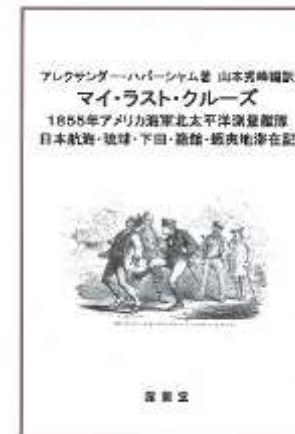 アレクサンダー・ハバーシャム著 山本秀峰編訳
マイ・ラスト・クルーズ
1855年アメリカ海軍北太平洋測量艦隊
日本航海・琉球・下田・箱館・蝦夷地滞在記
露蘭堂